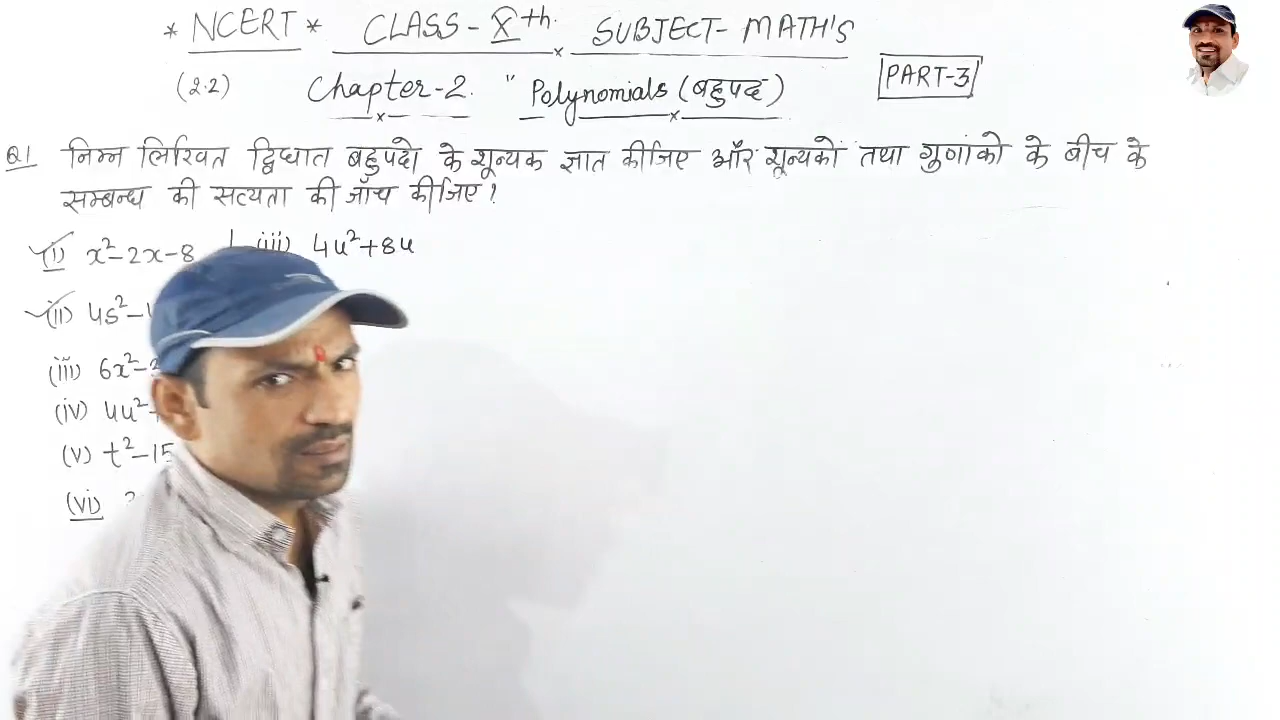 * NCERT * CLASS - Xth. SUBJECT - MATH'S
(2.2) Chapter-2. " Polynomials (बहुपद) PART-3
Q1 निम्न लिखित द्विघात बहुपदो के शून्यक ज्ञात कीजिए और शून्यको तथा गुणांको के बीच के
सम्बन्ध की सत्यता की जाँच कीजिए ?
(i) x²-2x-8 (iii) 4u²+8u
(ii) 4s²-
(iii) 6x²-
(iv) 4u²
(v) t²-15
(vi)